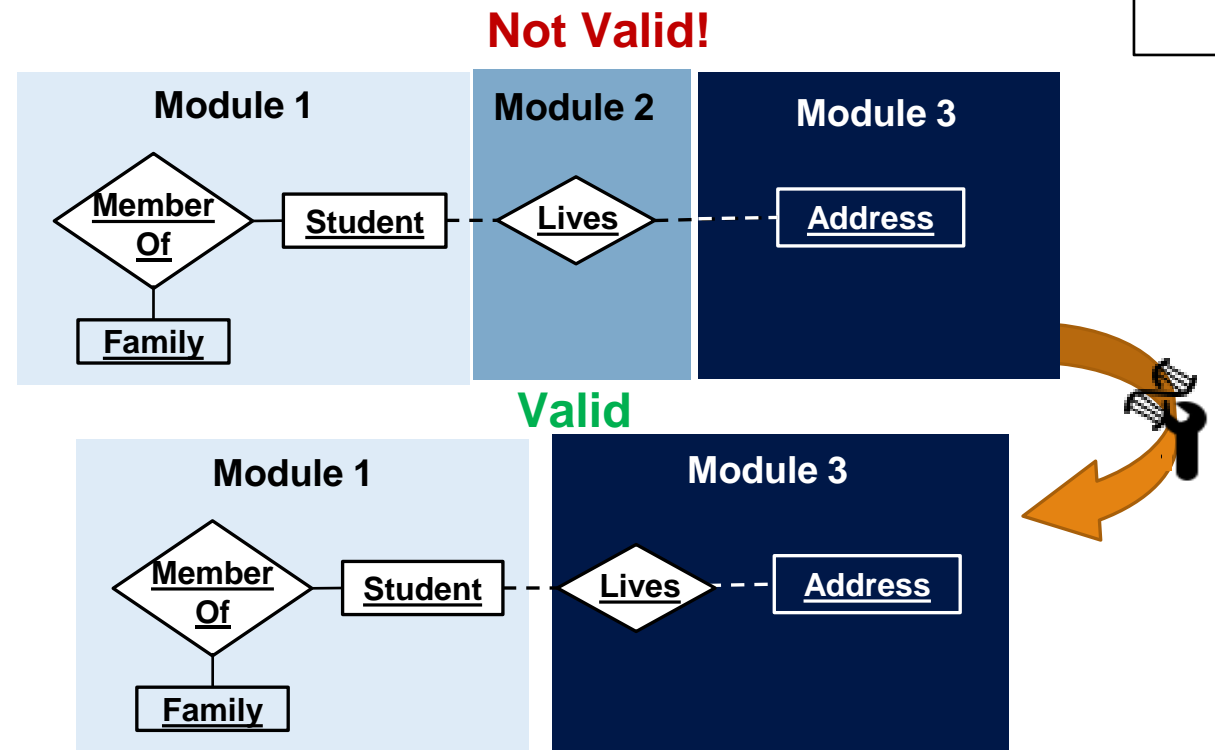 Not Valid!
Module 1
Module 2
Module 3
Member
Of
Student
Lives
Address
Family
Valid
Module 1
Module 3
Member
Of
Student
Lives
Address
Family